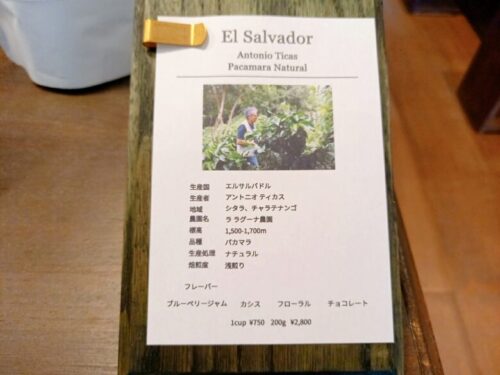 El Salvador
Antonio Ticas
Pacamara Natural
生産国 エルサルバドル
生産者 アントニオ ティカス
地域 シタラ、チャラテナンゴ
農園名 ラ ラグーナ農園
標高 1,500-1,700m
品種 パカマラ
生産処理 ナチュラル
焙煎度 浅煎り
フレーバー
ブルーベリージャム カシス フローラル チョコレート
1cup ¥750 200g ¥2,800